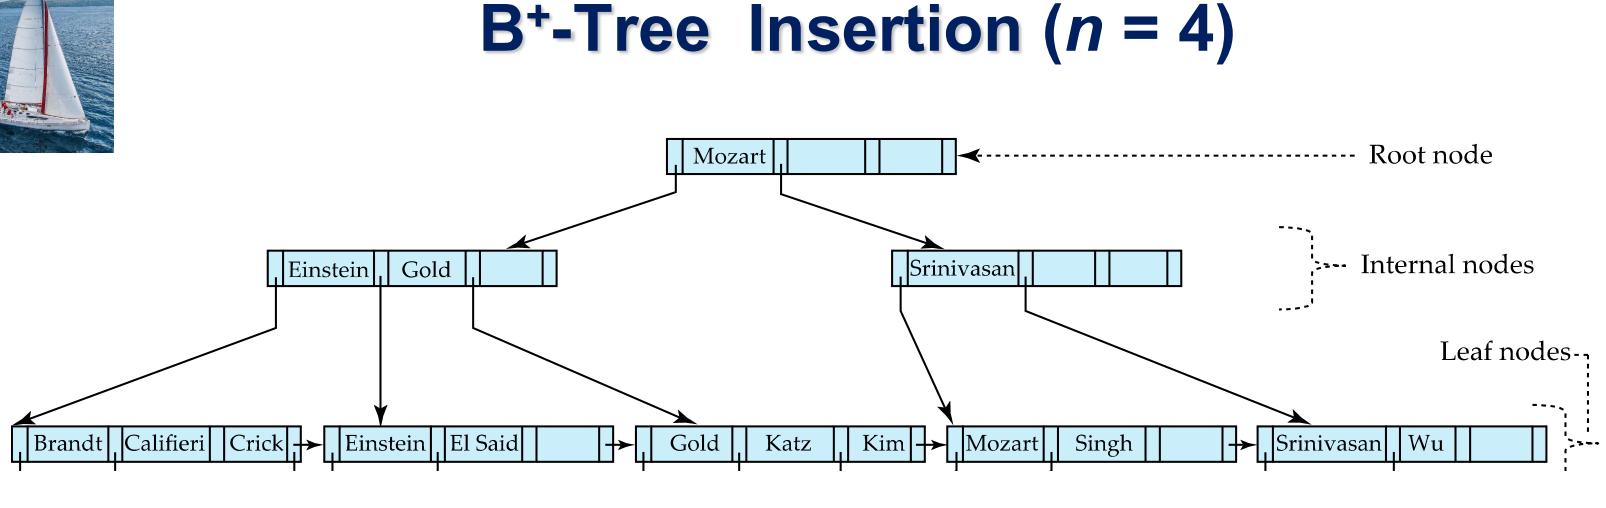 B+-Tree Insertion (n = 4)
Mozart
Root node
Einstein Gold
Srinivasan
Internal nodes
Leaf nodes
Brandt Califieri Crick Einstein El Said Gold Katz Kim Mozart Singh Srinivasan Wu